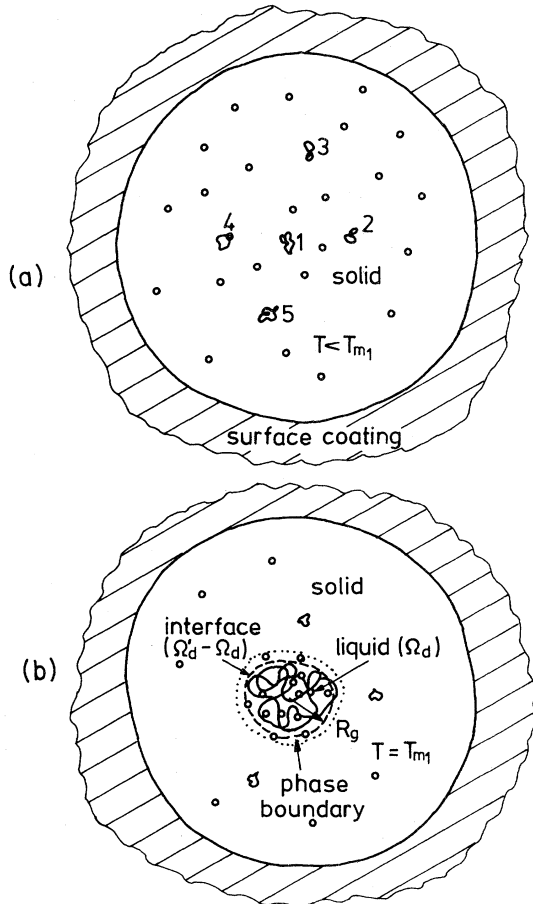 3
4
1
2
(a)
solid
5
T<T_{m_1}
surface coating
solid
interface
(Ω'_d - Ω_d)
liquid (Ω_d)
(b)
R_g
T = T_{m_1}
phase
boundary